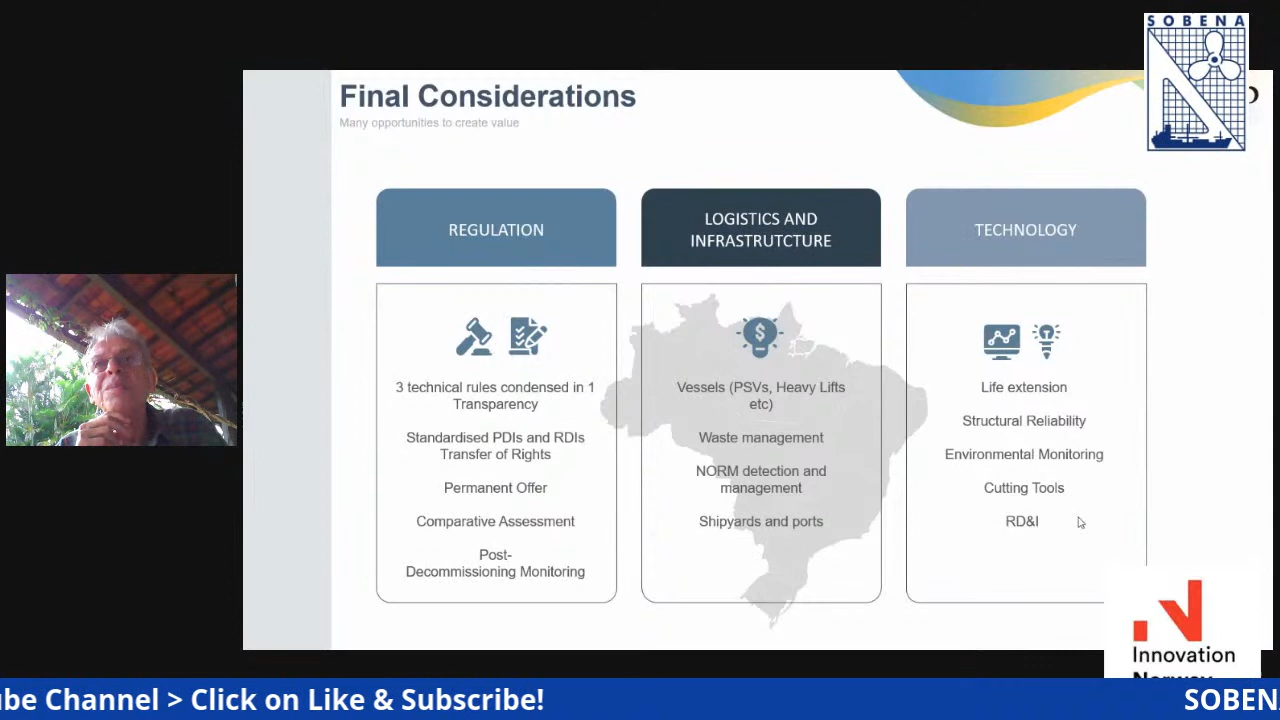 SOBENA
Final Considerations
Many opportunities to create value
REGULATION
3 technical rules condensed in 1
Transparency
Standardised PDIs and RDIs
Transfer of Rights
Permanent Offer
Comparative Assessment
Post-
Decommissioning Monitoring
LOGISTICS AND
INFRASTRUTCTURE
$
Vessels (PSVs, Heavy Lifts
etc)
Waste management
NORM detection and
management
Shipyards and ports
TECHNOLOGY
Life extension
Structural Reliability
Environmental Monitoring
Cutting Tools
RD&I
Innovation
Norway
ube Channel > Click on Like & Subscribe!
SOBEN